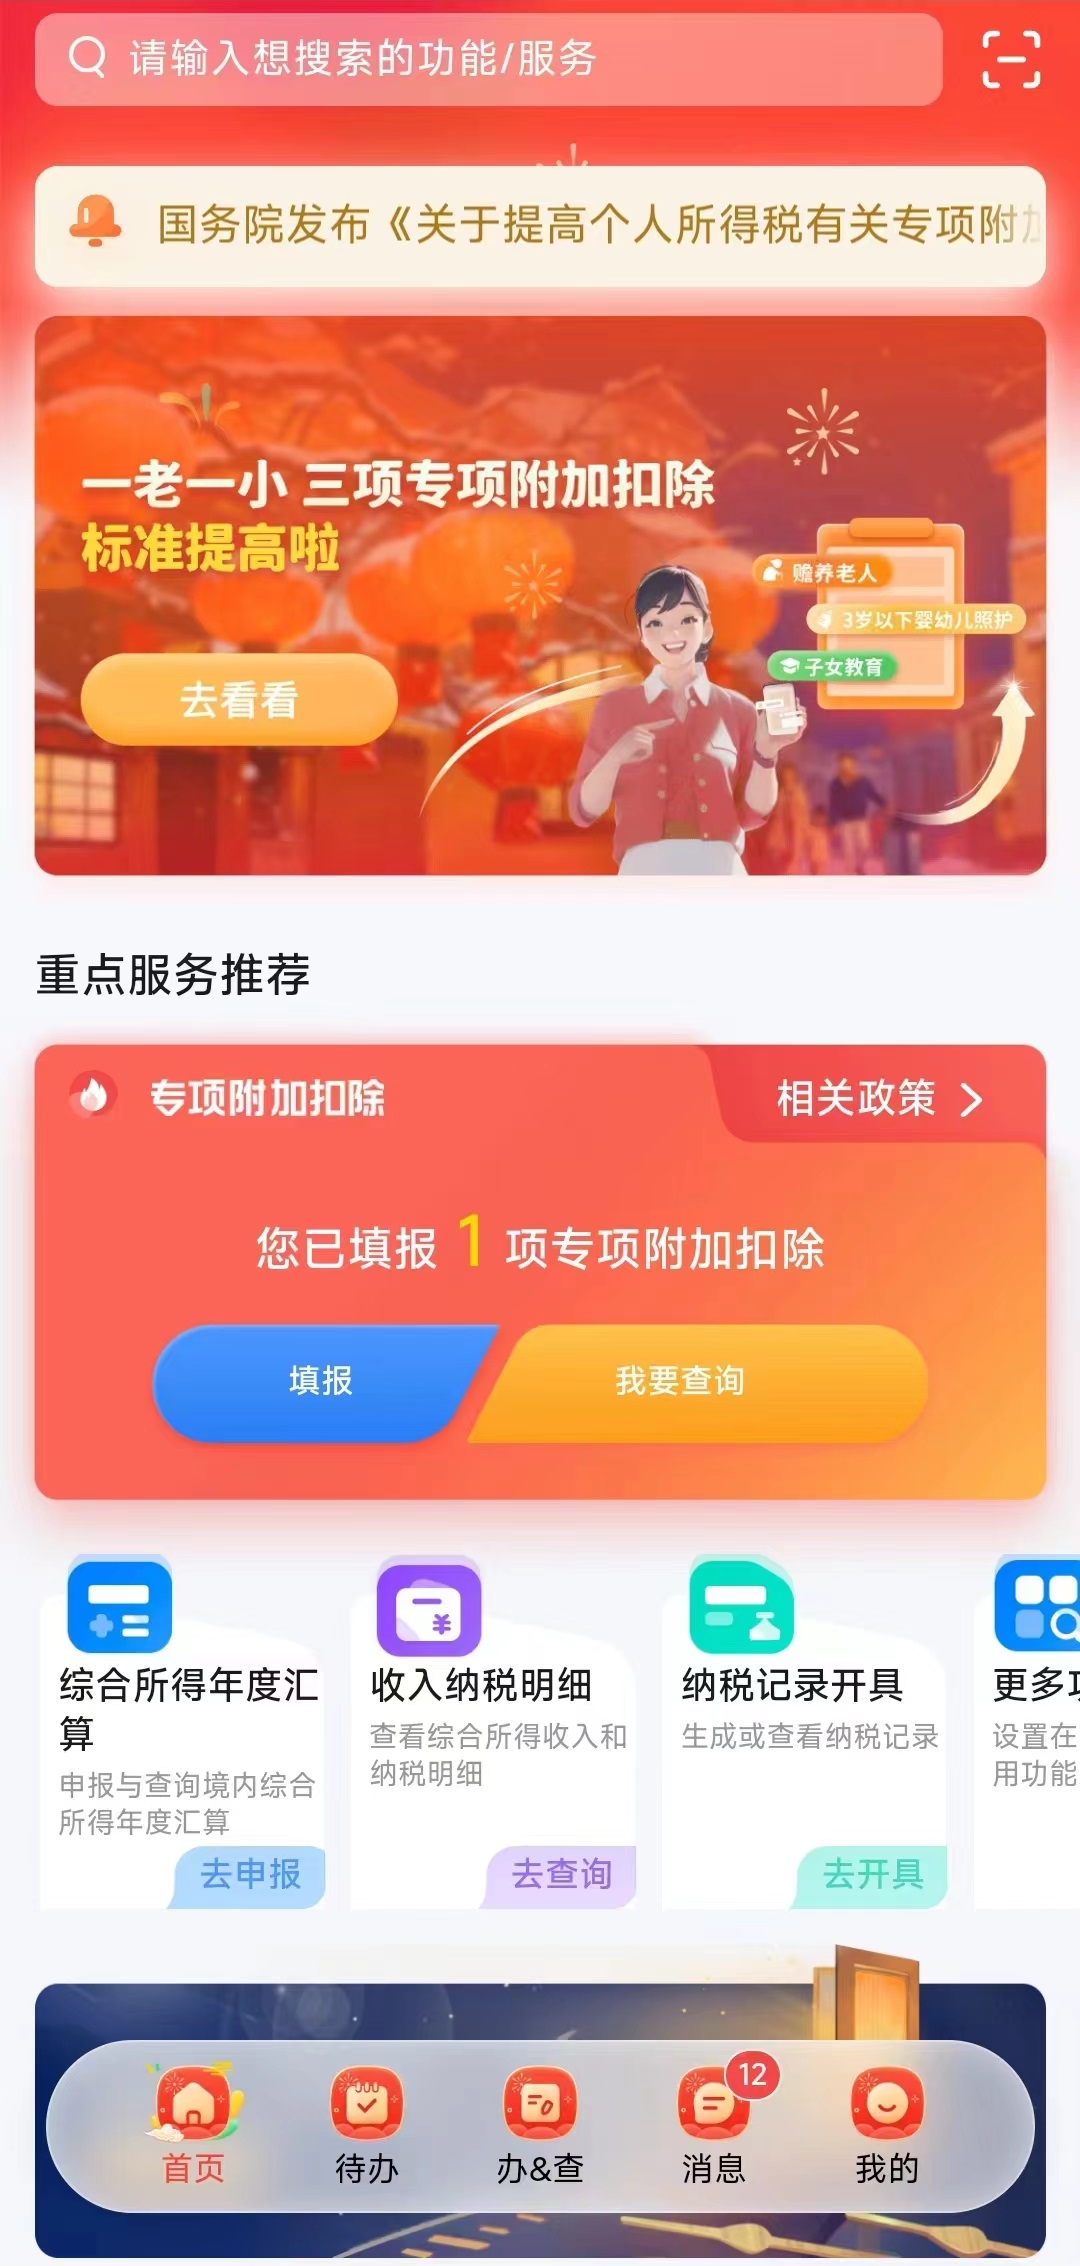 请输入想搜索的功能/服务
国务院发布《关于提高个人所得税有关专项附
一老一小 三项专项附加扣除
标准提高啦
赡养老人
3岁以下婴幼儿照护
子女教育
去看看
重点服务推荐
专项附加扣除
相关政策
您已填报 1 项专项附加扣除
填报
我要查询
综合所得年度汇
算
申报与查询境内综合
所得年度汇算
去申报
收入纳税明细
查看综合所得收入和
纳税明细
去查询
纳税记录开具
生成或查看纳税记录
去开具
更多
设置在
用功能
12
首页
待办
办&查
消息
我的